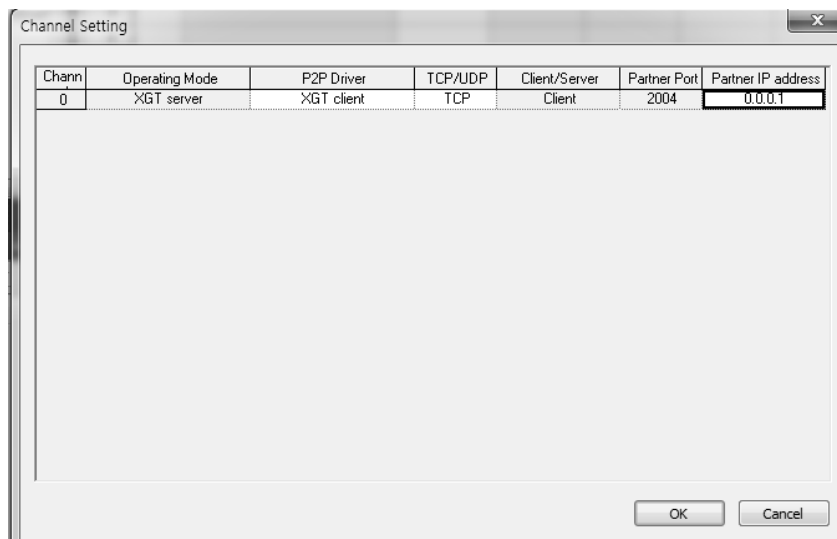 Channel Setting
Chann Operating Mode P2P Driver TCP/UDP Client/Server Partner Port Partner IP address
0 XGT server XGT client TCP Client 2004 0.0.0.1
OK Cancel